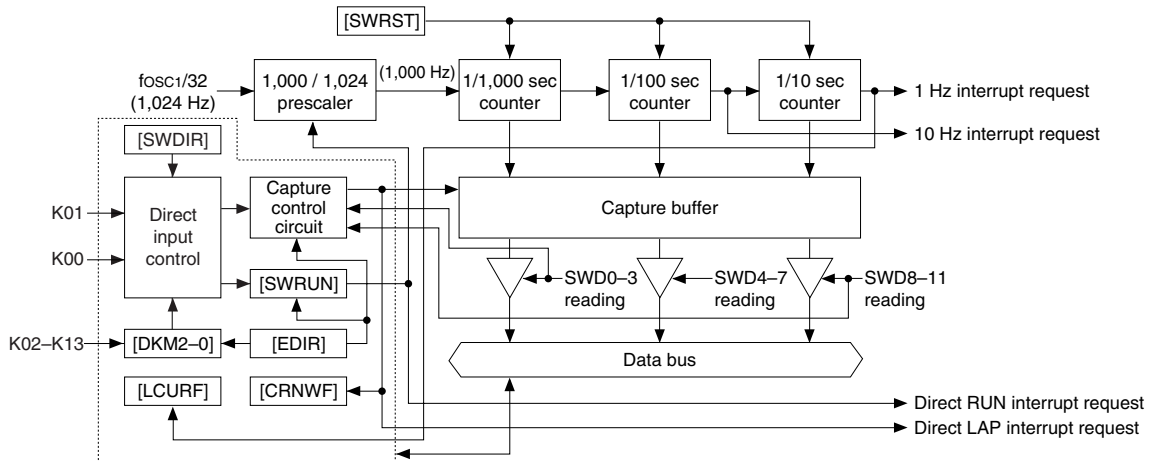 [SWRST]
fOSC1/32
(1,024 Hz)
1,000 / 1,024
prescaler
(1,000 Hz)
1/1,000 sec
counter
1/100 sec
counter
1/10 sec
counter
1 Hz interrupt request
10 Hz interrupt request
[SWDIR]
K01
K00
Direct
input
control
Capture
control
circuit
Capture buffer
[SWRUN]
SWD0–3
reading
SWD4–7
reading
SWD8–11
reading
K02–K13
[DKM2–0]
[EDIR]
Data bus
[LCURF]
[CRNWF]
Direct RUN interrupt request
Direct LAP interrupt request